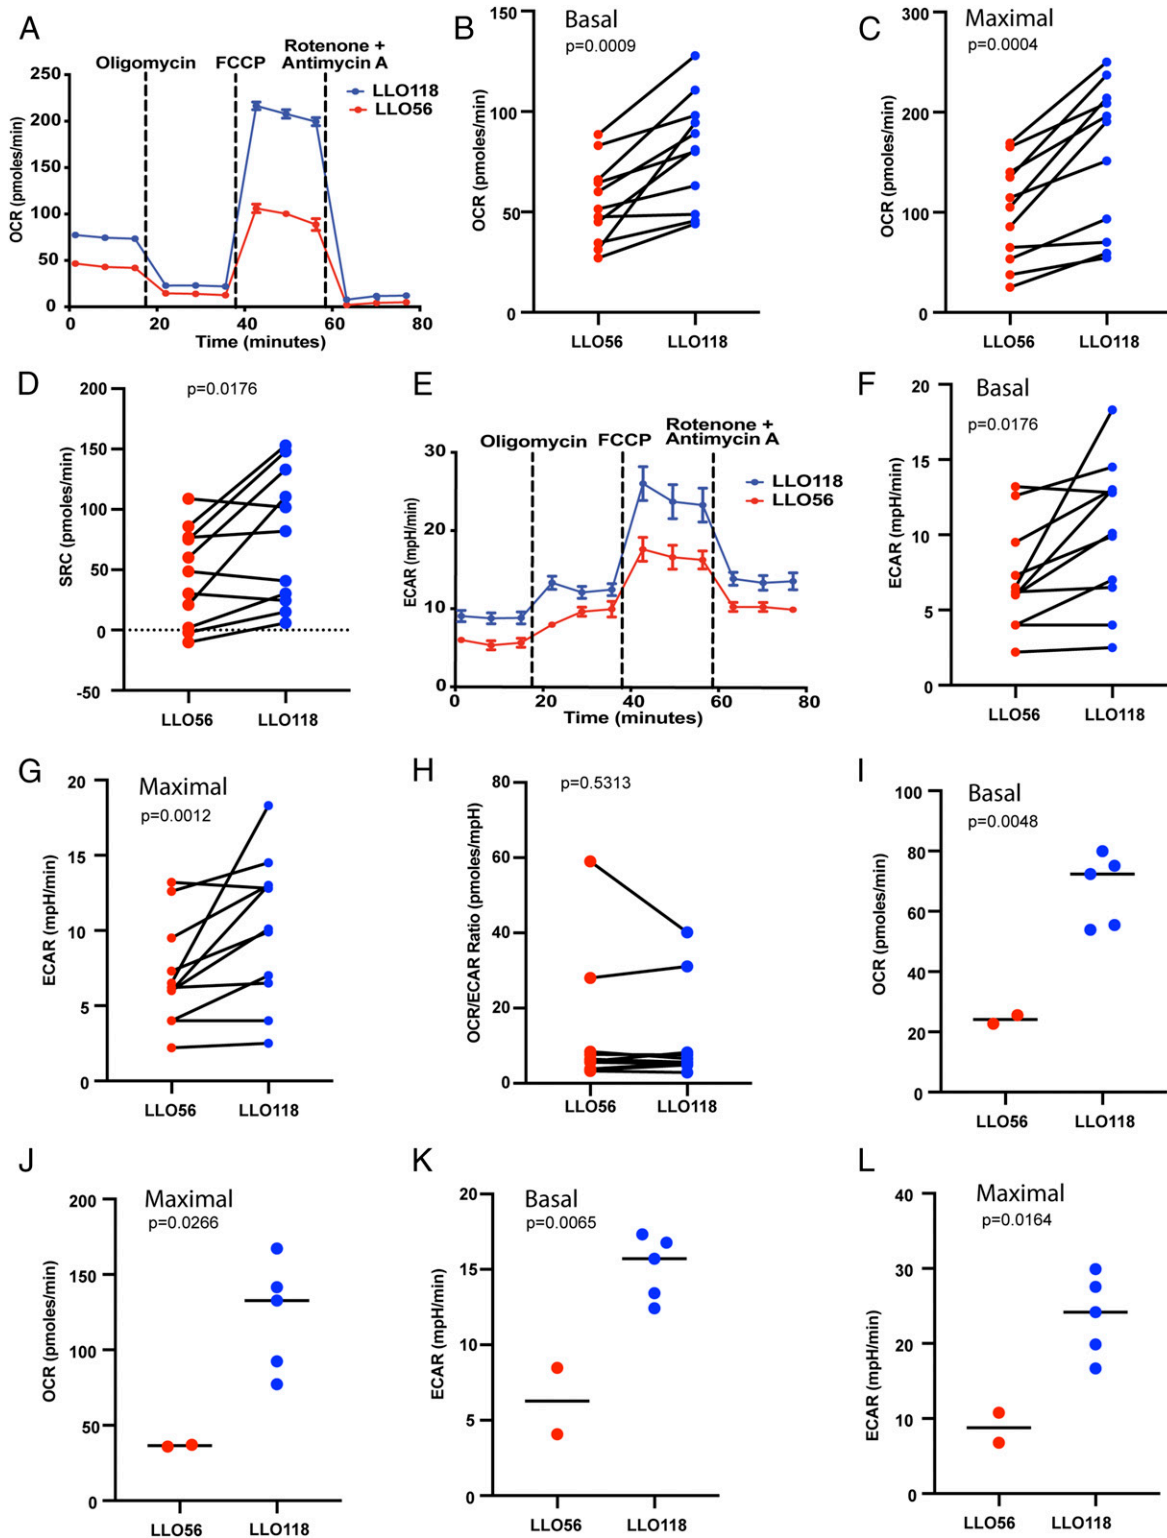 A
Oligomycin
FCCP
Rotenone +
Antimycin A
LLO118
LLO56
OCR (pmoles/min)
250
200
150
100
50
0
0
20
40
60
80
Time (minutes)
B
Basal
p=0.0009
OCR (pmoles/min)
150
100
50
0
LLO56
LLO118
C
Maximal
p=0.0004
OCR (pmoles/min)
300
200
100
0
LLO56
LLO118
D
p=0.0176
SRC (pmoles/min)
200
150
100
50
0
-50
LLO56
LLO118
E
Oligomycin
FCCP
Rotenone +
Antimycin A
LLO118
LLO56
ECAR (mpH/min)
30
20
10
0
0
20
40
60
80
Time (minutes)
F
Basal
p=0.0176
ECAR (mpH/min)
20
15
10
5
0
LLO56
LLO118
G
Maximal
p=0.0012
ECAR (mpH/min)
20
15
10
5
0
LLO56
LLO118
H
p=0.5313
OCR/ECAR Ratio (pmoles/mpH)
80
60
40
20
0
LLO56
LLO118
I
Basal
p=0.0048
OCR (pmoles/min)
100
80
60
40
20
0
LLO56
LLO118
J
Maximal
p=0.0266
OCR (pmoles/min)
200
150
100
50
0
LLO56
LLO118
K
Basal
p=0.0065
ECAR (mpH/min)
20
15
10
5
0
LLO56
LLO118
L
Maximal
p=0.0164
ECAR (mpH/min)
40
30
20
10
0
LLO56
LLO118